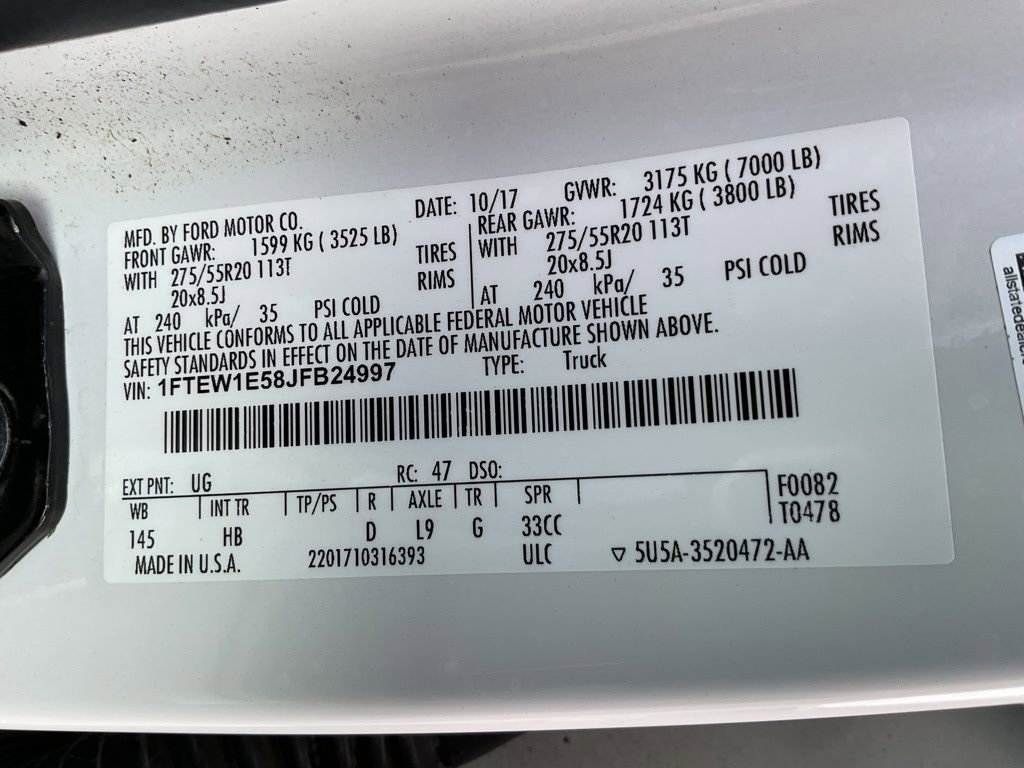 MFD. BY FORD MOTOR CO. DATE: 10/17 GVWR: 3175 KG ( 7000 LB)
FRONT GAWR: 1599 KG ( 3525 LB) REAR GAWR: 1724 KG ( 3800 LB)
WITH 275/55R20 113T TIRES WITH 275/55R20 113T TIRES
20x8.5J RIMS 20x8.5J RIMS
AT 240 kPa/ 35 PSI COLD AT 240 kPa/ 35 PSI COLD
THIS VEHICLE CONFORMS TO ALL APPLICABLE FEDERAL MOTOR VEHICLE
SAFETY STANDARDS IN EFFECT ON THE DATE OF MANUFACTURE SHOWN ABOVE.
VIN: 1FTEW1E58JFB24997 TYPE: Truck
EXT PNT: UG RC: 47 DSO:
WB INT TR TP/PS R AXLE TR SPR F0082
145 HB D L9 G 33CC T0478
MADE IN U.S.A. 2201710316393 ULC ▽ 5U5A-3520472-AA